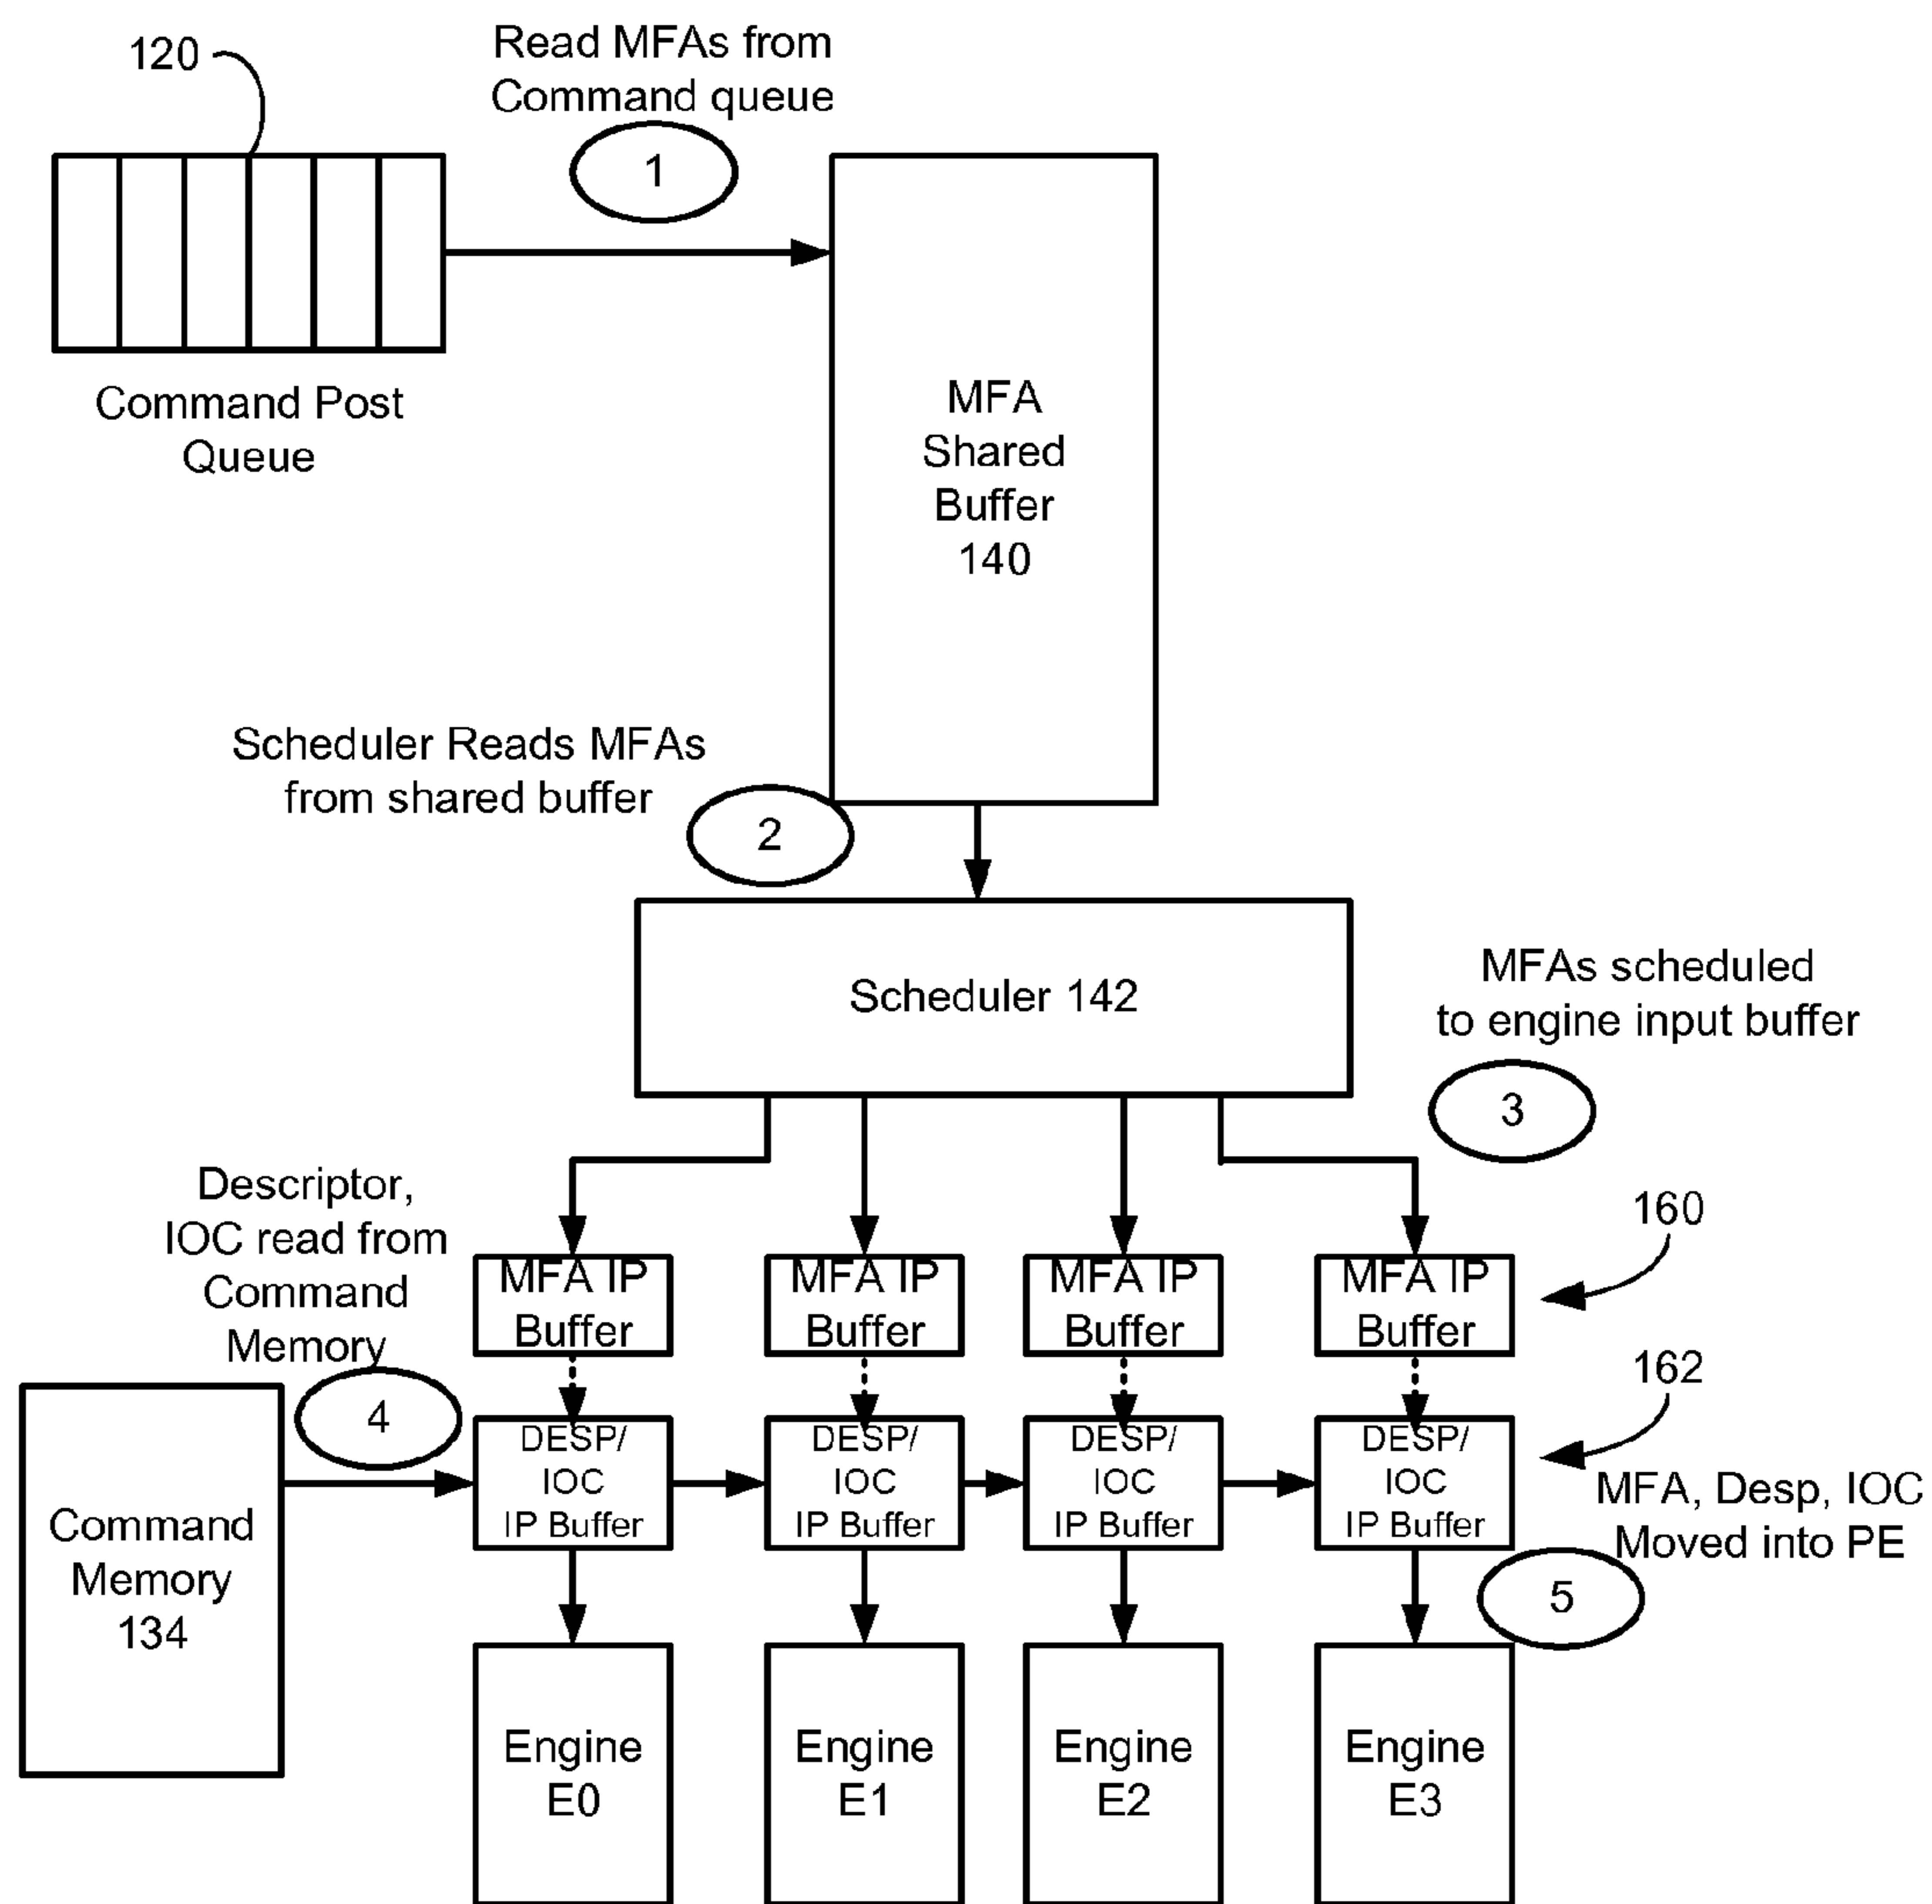 120
Read MFAs from
Command queue
1
Command Post
Queue
MFA
Shared
Buffer
140
Scheduler Reads MFAs
from shared buffer
2
Scheduler 142
MFAs scheduled
to engine input buffer
3
Descriptor,
IOC read from
Command
Memory
4
160
MFA IP
Buffer
MFA IP
Buffer
MFA IP
Buffer
MFA IP
Buffer
162
DESP/
IOC
IP Buffer
DESP/
IOC
IP Buffer
DESP/
IOC
IP Buffer
DESP/
IOC
IP Buffer
MFA, Desp, IOC
Moved into PE
5
Command
Memory
134
Engine
E0
Engine
E1
Engine
E2
Engine
E3